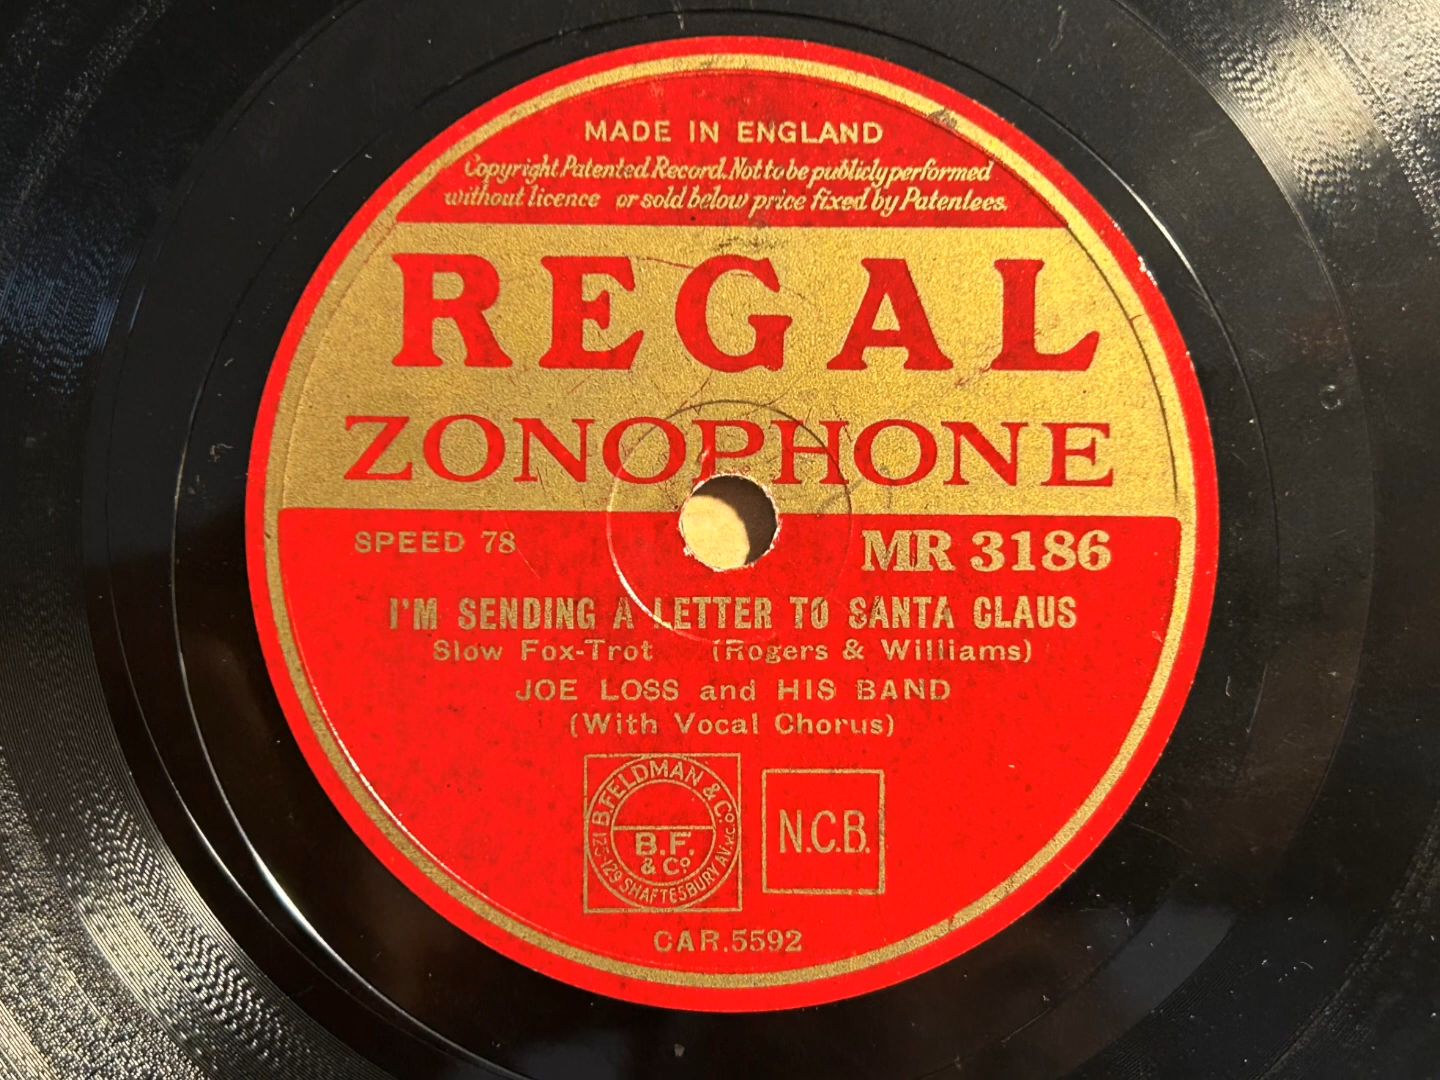 MADE IN ENGLAND
Copyright Patented Record. Not to be publicly performed
without licence or sold below price fixed by Patentees.
REGAL
ZONOPHONE
SPEED 78
MR 3186
I'M SENDING A LETTER TO SANTA CLAUS
Slow Fox-Trot (Rogers & Williams)
JOE LOSS and HIS BAND
(With Vocal Chorus)
B. FELDMAN & Co.
B.F.
& Co
SHAFTESBURY AV.
N.C.B.
CAR.5592